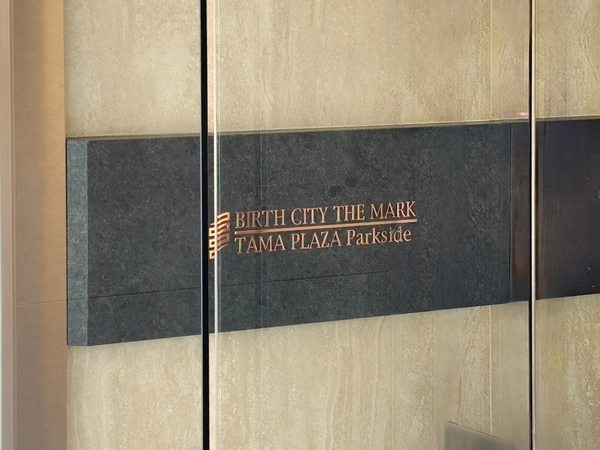 BIRTH CITY THE MARK
TAMA PLAZA Parkside